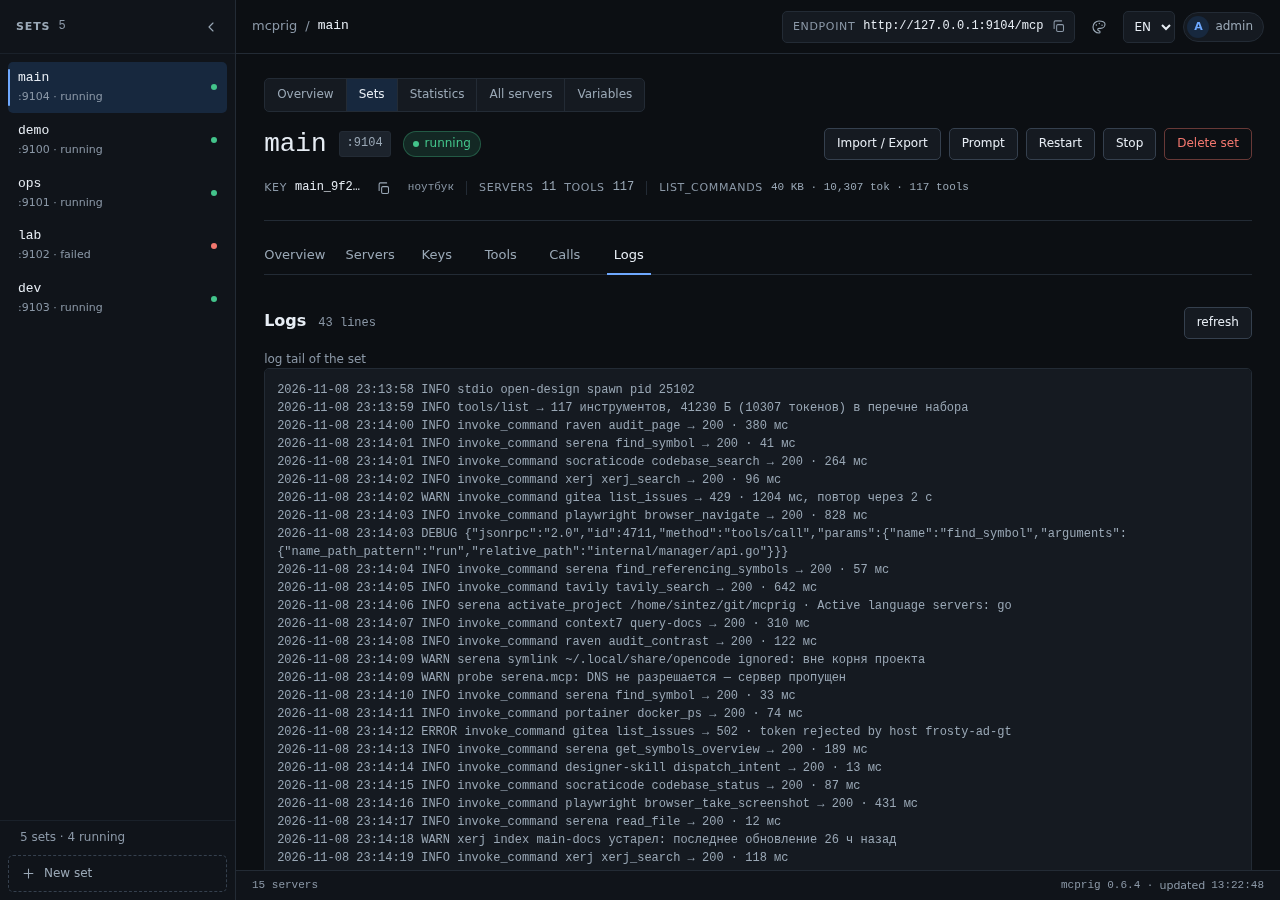 SETS 5
mcprig / main
ENDPOINT http://127.0.0.1:9104/mcp
EN
A admin
main
:9104 · running
demo
:9100 · running
ops
:9101 · running
lab
:9102 · failed
dev
:9103 · running
5 sets · 4 running
New set
Overview Sets Statistics All servers Variables
main :9104 running
Import / Export Prompt Restart Stop Delete set
KEY main_9f2… ноутбук SERVERS 11 TOOLS 117 LIST_COMMANDS 40 KB · 10,307 tok · 117 tools
Overview Servers Keys Tools Calls Logs
Logs 43 lines
refresh
log tail of the set
2026-11-08 23:13:58 INFO stdio open-design spawn pid 25102
2026-11-08 23:13:59 INFO tools/list → 117 инструментов, 41230 Б (10307 токенов) в перечне набора
2026-11-08 23:14:00 INFO invoke_command raven audit_page → 200 · 380 мс
2026-11-08 23:14:01 INFO invoke_command serena find_symbol → 200 · 41 мс
2026-11-08 23:14:01 INFO invoke_command socraticode codebase_search → 200 · 264 мс
2026-11-08 23:14:02 INFO invoke_command xerj xerj_search → 200 · 96 мс
2026-11-08 23:14:02 WARN invoke_command gitea list_issues → 429 · 1204 мс, повтор через 2 с
2026-11-08 23:14:03 INFO invoke_command playwright browser_navigate → 200 · 828 мс
2026-11-08 23:14:03 DEBUG {"jsonrpc":"2.0","id":4711,"method":"tools/call","params":{"name":"find_symbol","arguments":
{"name_path_pattern":"run","relative_path":"internal/manager/api.go"}}}
2026-11-08 23:14:04 INFO invoke_command serena find_referencing_symbols → 200 · 57 мс
2026-11-08 23:14:05 INFO invoke_command tavily tavily_search → 200 · 642 мс
2026-11-08 23:14:06 INFO serena activate_project /home/sintez/git/mcprig · Active language servers: go
2026-11-08 23:14:07 INFO invoke_command context7 query-docs → 200 · 310 мс
2026-11-08 23:14:08 INFO invoke_command raven audit_contrast → 200 · 122 мс
2026-11-08 23:14:09 WARN serena symlink ~/.local/share/opencode ignored: вне корня проекта
2026-11-08 23:14:09 WARN probe serena.mcp: DNS не разрешается — сервер пропущен
2026-11-08 23:14:10 INFO invoke_command serena find_symbol → 200 · 33 мс
2026-11-08 23:14:11 INFO invoke_command portainer docker_ps → 200 · 74 мс
2026-11-08 23:14:12 ERROR invoke_command gitea list_issues → 502 · token rejected by host frosty-ad-gt
2026-11-08 23:14:13 INFO invoke_command serena get_symbols_overview → 200 · 189 мс
2026-11-08 23:14:14 INFO invoke_command designer-skill dispatch_intent → 200 · 13 мс
2026-11-08 23:14:15 INFO invoke_command socraticode codebase_status → 200 · 87 мс
2026-11-08 23:14:16 INFO invoke_command playwright browser_take_screenshot → 200 · 431 мс
2026-11-08 23:14:17 INFO invoke_command serena read_file → 200 · 12 мс
2026-11-08 23:14:18 WARN xerj index main-docs устарел: последнее обновление 26 ч назад
2026-11-08 23:14:19 INFO invoke_command xerj xerj_search → 200 · 118 мс
15 servers
mcprig 0.6.4 · updated 13:22:48